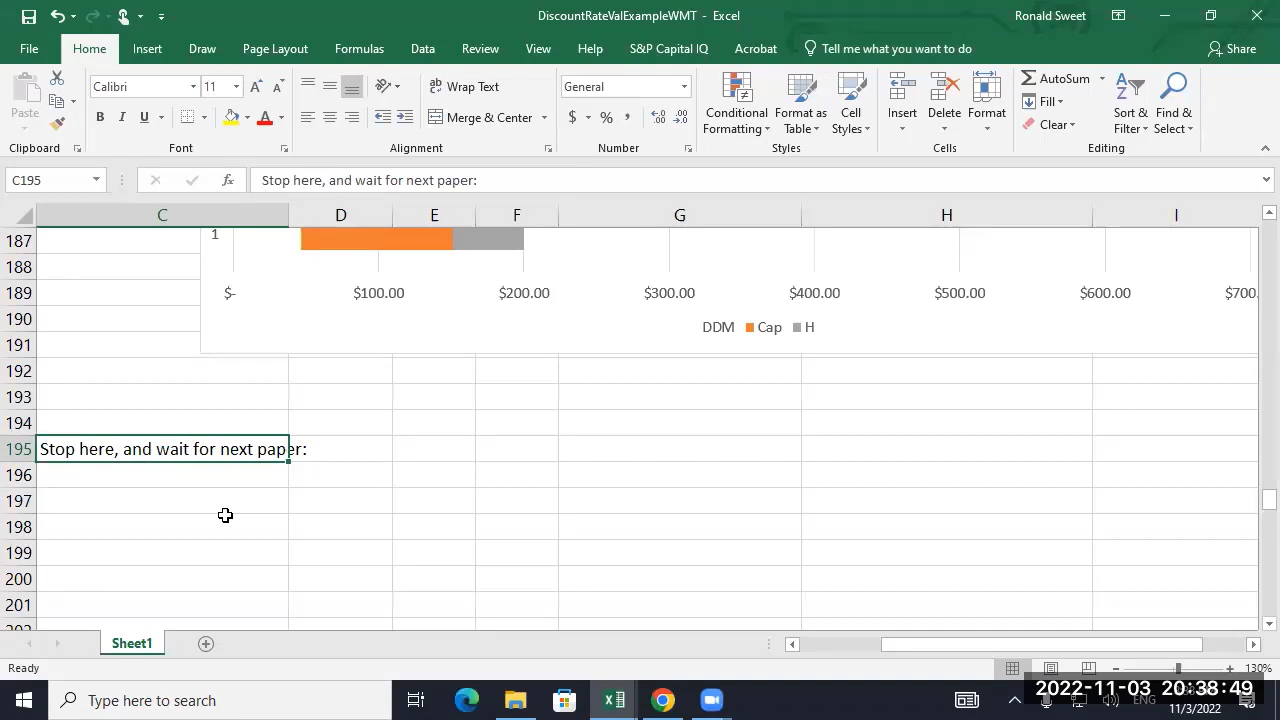 DiscountRateValExampleWMT - Excel
Ronald Sweet
File Home Insert Draw Page Layout Formulas Data Review View Help S&P Capital IQ Acrobat Tell me what you want to do Share
Paste
Calibri 11
B I U
Wrap Text
Merge & Center
General
$ % ,
Conditional Formatting
Format as Table
Cell Styles
Insert Delete Format
AutoSum
Fill
Clear
Sort & Filter
Find & Select
Clipboard Font Alignment Number Styles Cells Editing
C195 fx Stop here, and wait for next paper:
C D E F G H I
187 1
188
189 $- $100.00 $200.00 $300.00 $400.00 $500.00 $600.00 $700.
190 DDM Cap H
191
192
193
194
195 Stop here, and wait for next paper:
196
197
198
199
200
201
Sheet1
Ready
130%
Type here to search
2022-11-03 20:38:49
ENG
11/3/2022